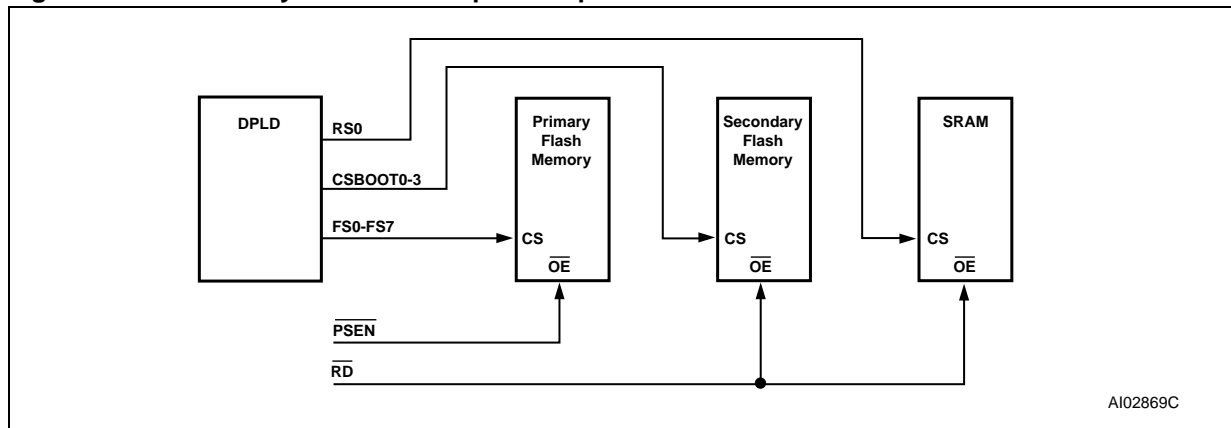 DPLD
RS0
CSBOOT0-3
FS0-FS7
Primary
Flash
Memory
CS
OE
Secondary
Flash
Memory
CS
OE
SRAM
CS
OE
PSEN
RD
AI02869C